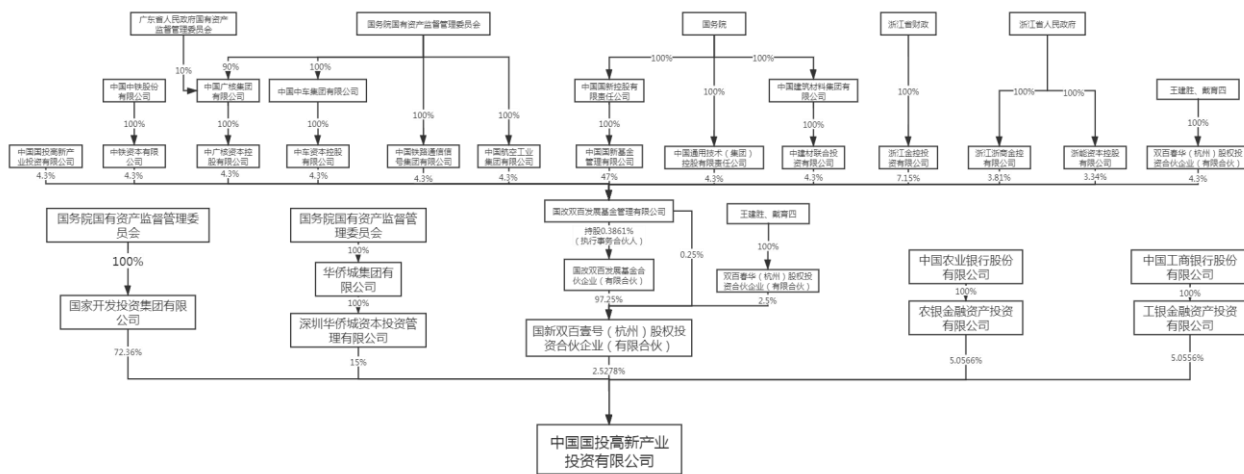 广东省人民政府国有资产
监督管理委员会
国务院国有资产监督管理委员会
国务院
浙江省财政
浙江省人民政府
10%
90%
100%
100%
100%
中国中铁股份
有限公司
中国广核集团
有限公司
中国中车集团有限公司
中国国新控股有
限责任公司
中国建筑材料集团有
限公司
王建胜、戴育四
100%
100%
100%
100%
100%
100%
100%
100%
100%
100%
100%
100%
中国国投高新产
业投资有限公司
中铁资本有限公
司
中广核资本控
股有限公司
中车资本控股
有限公司
中国铁路通信信
号集团有限公司
中国航空工业
集团有限公司
中国国新基金
管理有限公司
中国通用技术（集团）
控股有限责任公司
中建材联合投资
有限公司
浙江金控投
资有限公司
浙江浙商金控
有限公司
浙能资本控股
有限公司
双百春华（杭州）股权投
资合伙企业（有限合伙）
4.3%
4.3%
4.3%
4.3%
4.3%
4.3%
47%
4.3%
4.3%
7.15%
3.81%
3.34%
4.3%
国务院国有资产监督管理委
员会
国务院国有资产监督管
理委员会
国改双百发展基金管理有限公司
王建胜、戴育四
持股0.3861%
（执行事务合伙人）
0.25%
100%
100%
100%
华侨城集团有
限公司
国改双百发展基金合
伙企业（有限合伙）
双百春华（杭州）股权投
资合伙企业（有限合伙）
中国农业银行股份
有限公司
中国工商银行股份
有限公司
100%
97.25%
2.5%
100%
100%
国家开发投资集团有限
公司
深圳华侨城资本投资管
理有限公司
国新双百壹号（杭州）股权投
资合伙企业（有限合伙）
农银金融资产投资
有限公司
工银金融资产投资
有限公司
72.36%
15%
2.5278%
5.0566%
5.0556%
中国国投高新产业
投资有限公司